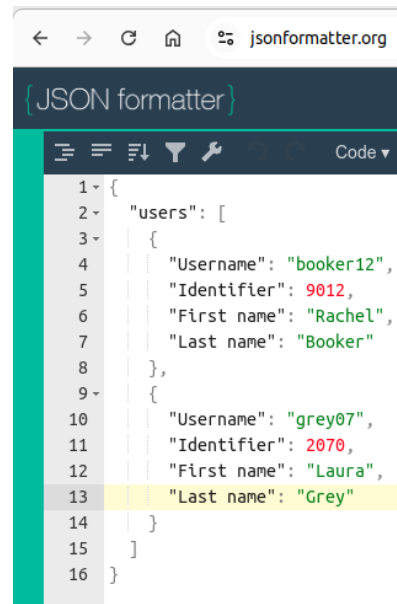 jsonformatter.org
{JSON formatter}
Code ▾
1 {
2 "users": [
3 {
4 "Username": "booker12",
5 "Identifier": 9012,
6 "First name": "Rachel",
7 "Last name": "Booker"
8 },
9 {
10 "Username": "grey07",
11 "Identifier": 2070,
12 "First name": "Laura",
13 "Last name": "Grey"
14 }
15 ]
16 }